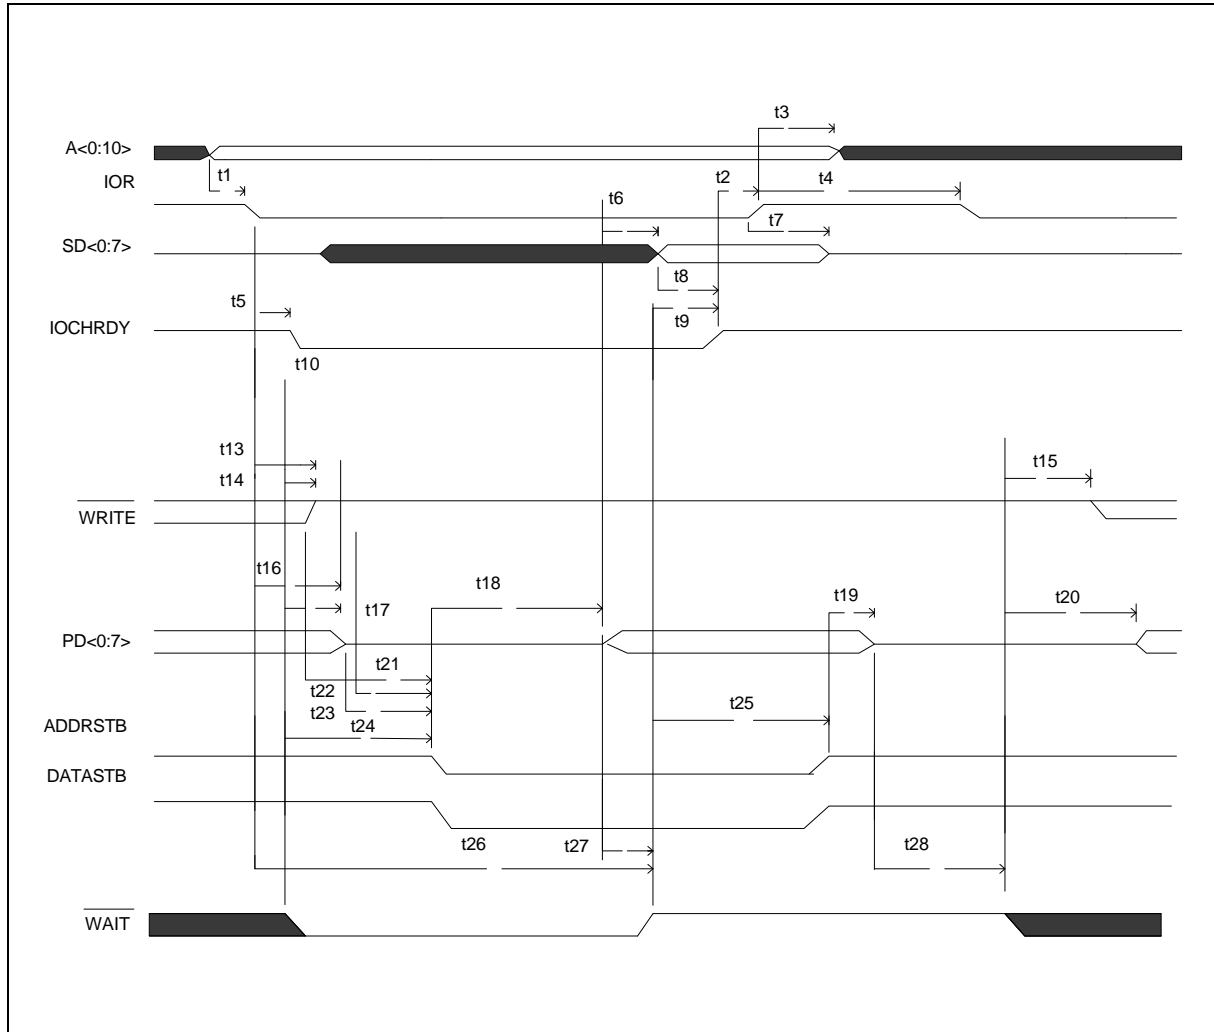 t3
A<0:10>
IOR
t1
t2
t4
t6
t7
SD<0:7>
t8
t5
t9
IOCHRDY
t10
t13
t15
t14
WRITE
t16
t18
t17
t19
t20
PD<0:7>
t21
t22
t23
t24
t25
ADDRSTB
DATASTB
t26
t27
t28
WAIT